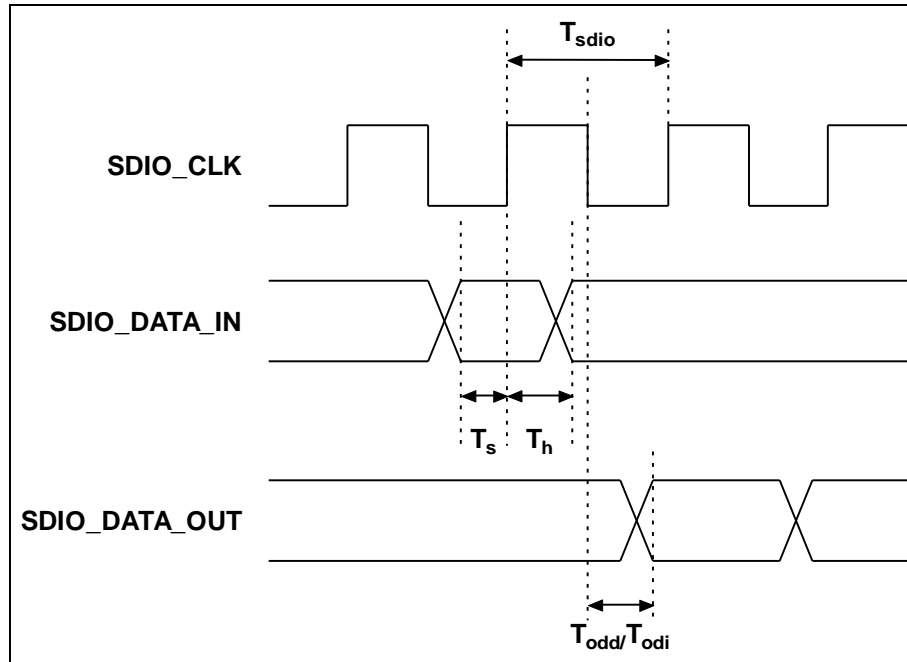 T_sdio
SDIO_CLK
SDIO_DATA_IN
T_s
T_h
SDIO_DATA_OUT
T_odd/T_odi